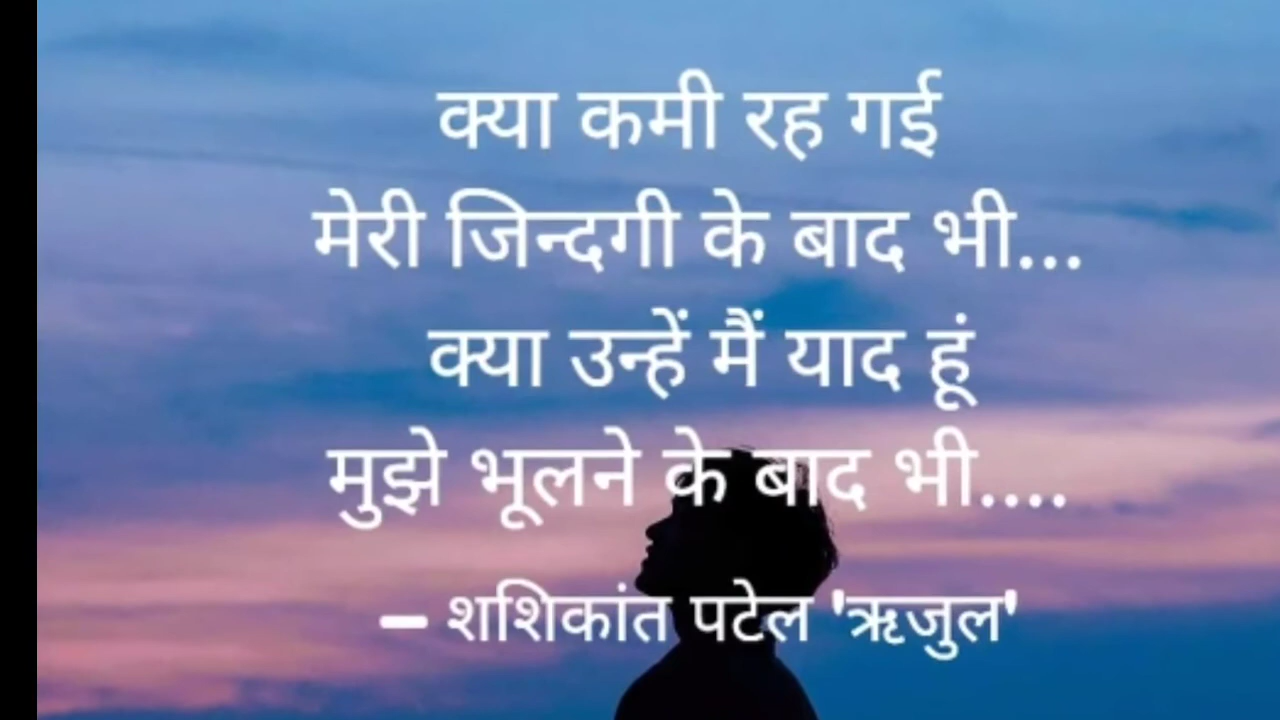 क्या कमी रह गई
मेरी जिन्दगी के बाद भी...
क्या उन्हें मैं याद हूं
मुझे भूलने के बाद भी....
– शशिकांत पटेल 'ऋजुल'